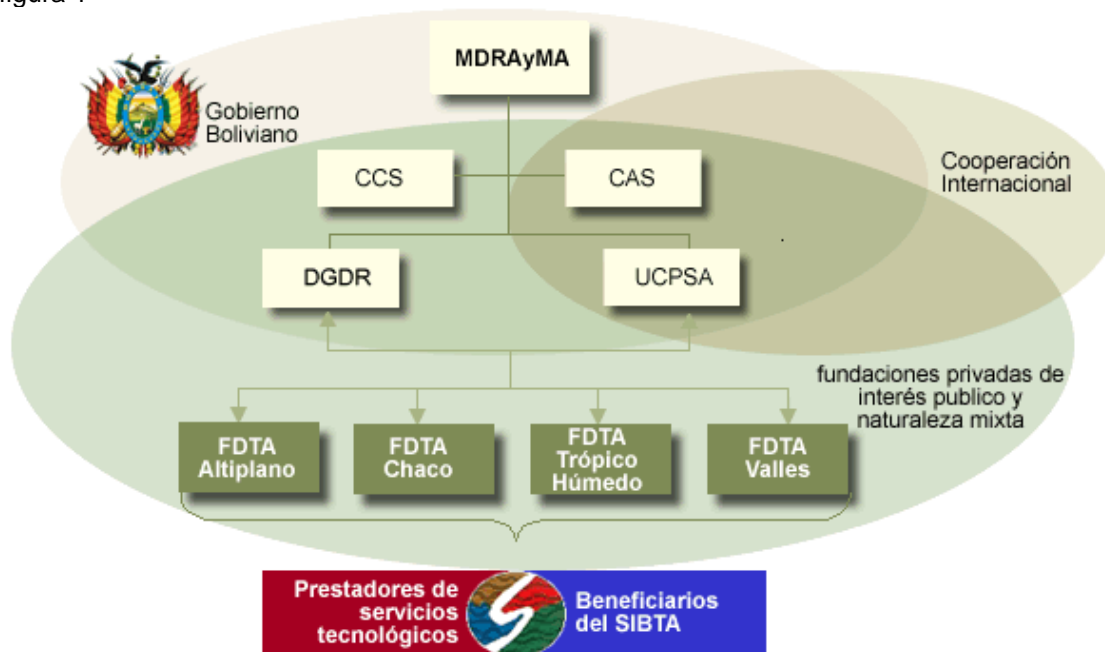 MDRAyMA
Gobierno
Boliviano
CCS
CAS
Cooperación
Internacional
DGDR
UCPSA
fundaciones privadas de
interés publico y
naturaleza mixta
FDTA
Altiplano
FDTA
Chaco
FDTA
Trópico
Húmedo
FDTA
Valles
Prestadores de
servicios
tecnológicos
Beneficiarios
del SIBTA